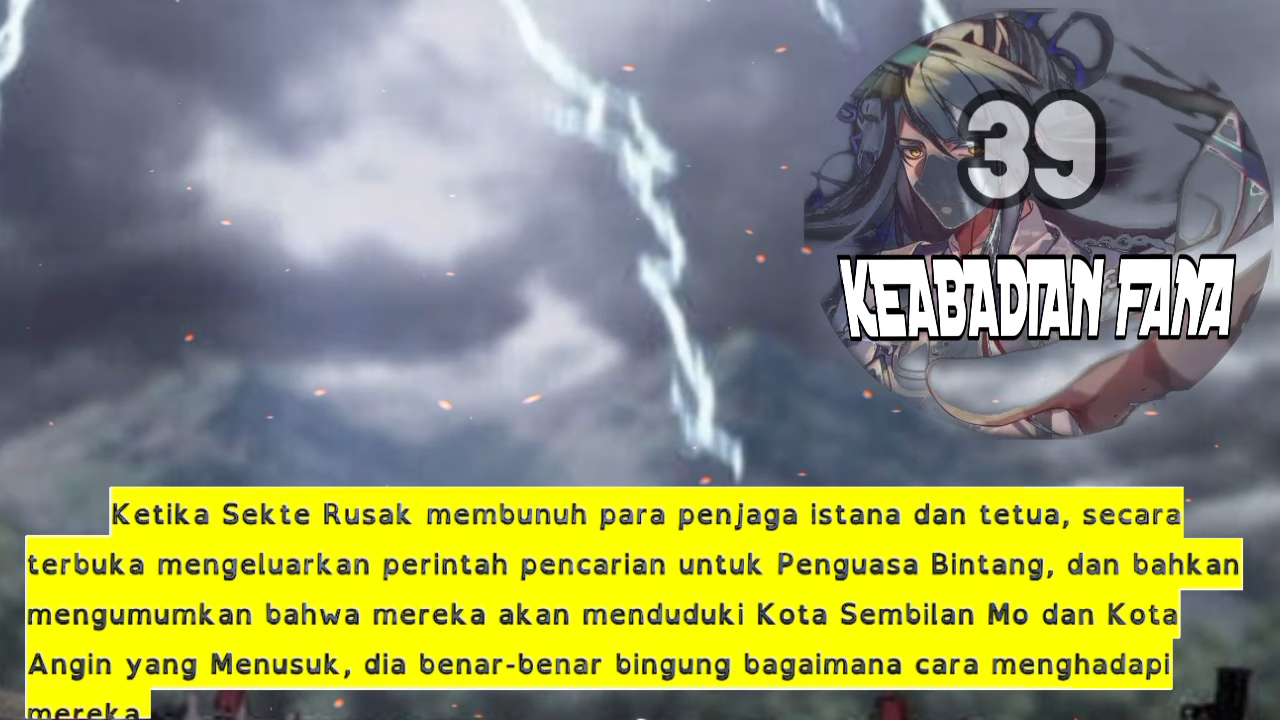 39
KEABADIAN FANA
Ketika Sekte Rusak membunuh para penjaga istana dan tetua, secara
terbuka mengeluarkan perintah pencarian untuk Penguasa Bintang, dan bahkan
mengumumkan bahwa mereka akan menduduki Kota Sembilan Mo dan Kota
Angin yang Menusuk, dia benar-benar bingung bagaimana cara menghadapi
mereka